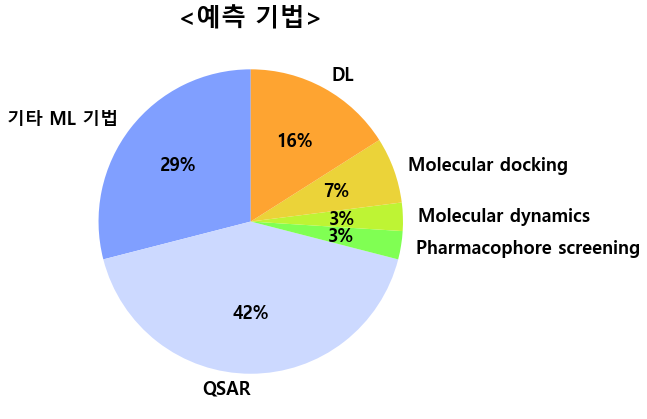 <예측 기법>
DL
16%
기타 ML 기법
29%
Molecular docking
7%
Molecular dynamics
3%
3%
Pharmacophore screening
42%
QSAR